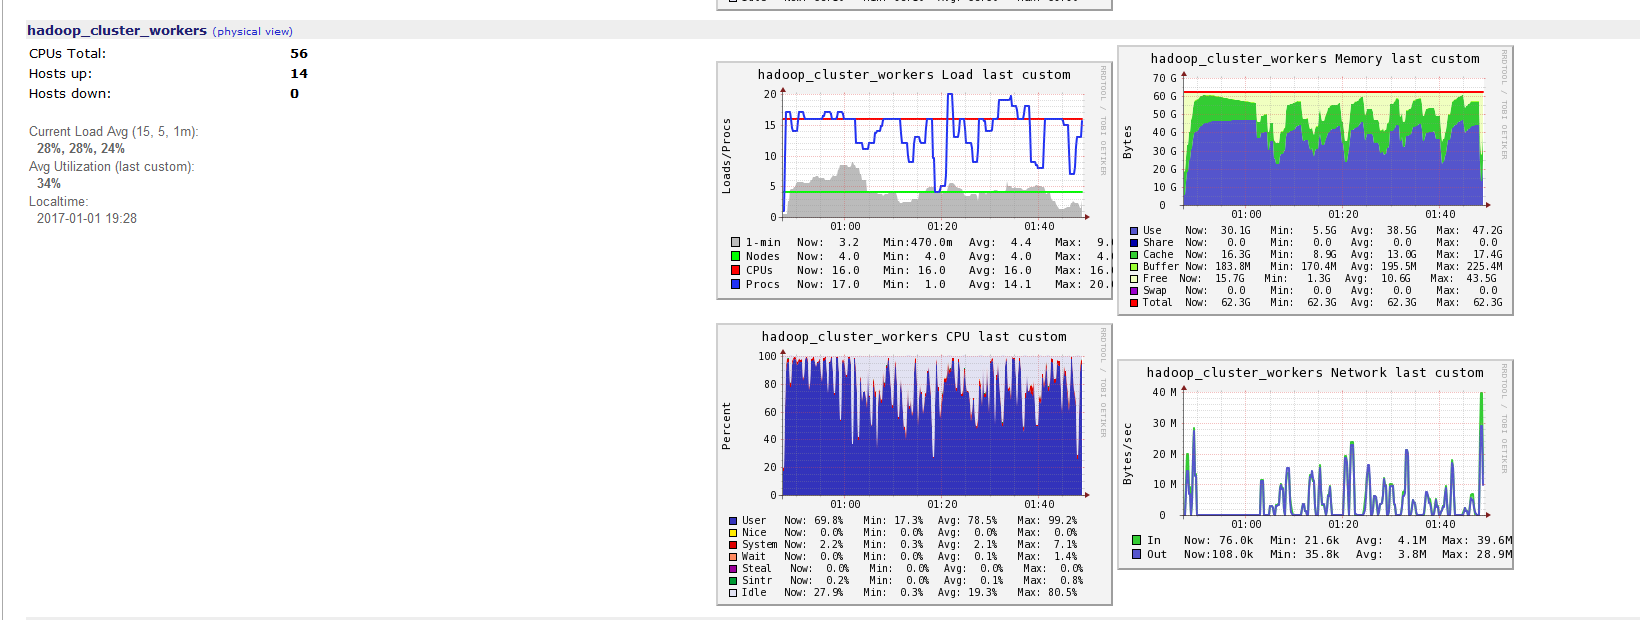 hadoop_cluster_workers (physical view)
CPUs Total: 56
Hosts up: 14
Hosts down: 0
Current Load Avg (15, 5, 1m):
28%, 28%, 24%
Avg Utilization (last custom):
34%
Localtime:
2017-01-01 19:28
hadoop_cluster_workers Load last custom
RRDTOOL / TOBI OETIKER
Loads/Procs
20
15
10
5
0
01:00 01:20 01:40
1-min Now: 3.2 Min:470.0m Avg: 4.4 Max: 9.
Nodes Now: 4.0 Min: 4.0 Avg: 4.0 Max: 4.
CPUs Now: 16.0 Min: 16.0 Avg: 16.0 Max: 16.
Procs Now: 17.0 Min: 1.0 Avg: 14.1 Max: 20.
hadoop_cluster_workers Memory last custom
RRDTOOL / TOBI OETIKER
Bytes
70 G
60 G
50 G
40 G
30 G
20 G
10 G
0
01:00 01:20 01:40
Use Now: 30.1G Min: 5.5G Avg: 38.5G Max: 47.2G
Share Now: 0.0 Min: 0.0 Avg: 0.0 Max: 0.0
Cache Now: 16.3G Min: 8.9G Avg: 13.0G Max: 17.4G
Buffer Now: 183.8M Min: 170.4M Avg: 195.5M Max: 225.4M
Free Now: 15.7G Min: 1.3G Avg: 10.6G Max: 43.5G
Swap Now: 0.0 Min: 0.0 Avg: 0.0 Max: 0.0
Total Now: 62.3G Min: 62.3G Avg: 62.3G Max: 62.3G
hadoop_cluster_workers CPU last custom
RRDTOOL / TOBI OETIKER
Percent
100
80
60
40
20
0
01:00 01:20 01:40
User Now: 69.8% Min: 17.3% Avg: 78.5% Max: 99.2%
Nice Now: 0.0% Min: 0.0% Avg: 0.0% Max: 0.0%
System Now: 2.2% Min: 0.3% Avg: 2.1% Max: 7.1%
Wait Now: 0.0% Min: 0.0% Avg: 0.1% Max: 1.4%
Steal Now: 0.0% Min: 0.0% Avg: 0.0% Max: 0.0%
Sintr Now: 0.2% Min: 0.0% Avg: 0.1% Max: 0.8%
Idle Now: 27.9% Min: 0.3% Avg: 19.3% Max: 80.5%
hadoop_cluster_workers Network last custom
RRDTOOL / TOBI OETIKER
Bytes/sec
40 M
30 M
20 M
10 M
0
01:00 01:20 01:40
In Now: 76.0k Min: 21.6k Avg: 4.1M Max: 39.6M
Out Now:108.0k Min: 35.8k Avg: 3.8M Max: 28.9M